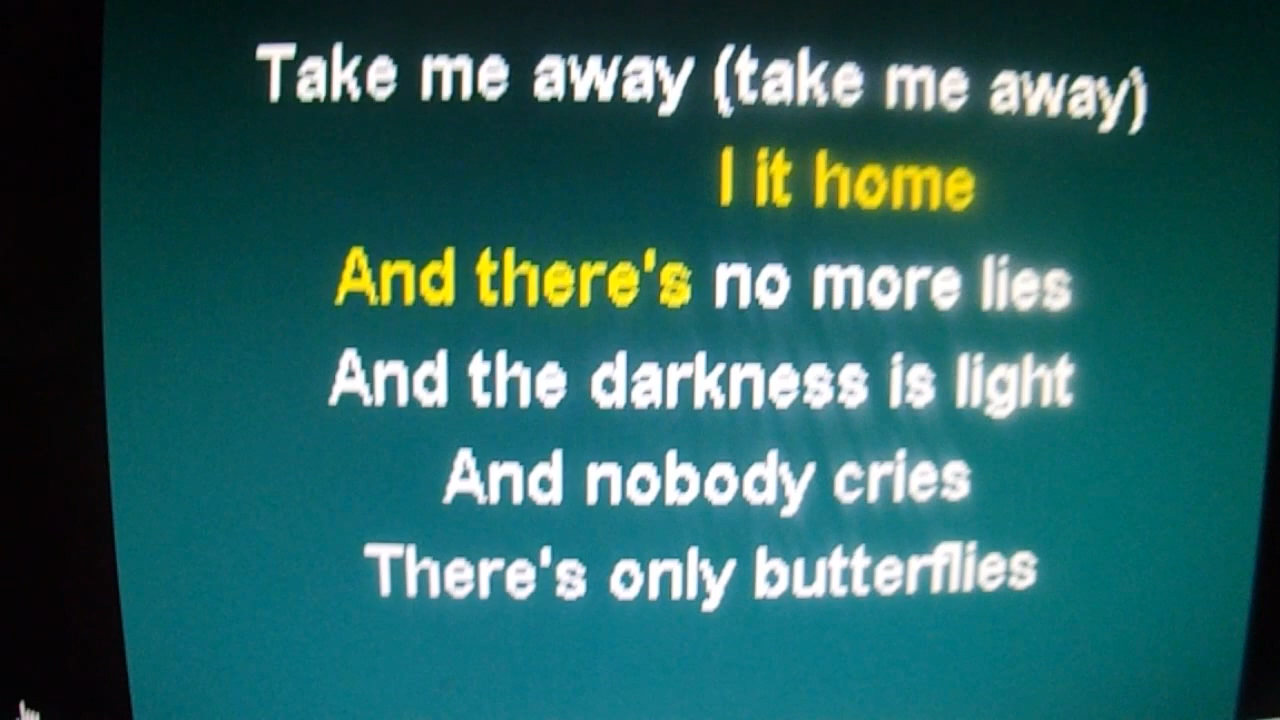 Take me away (take me away)
I it home
And there's no more lies
And the darkness is light
And nobody cries
There's only butterflies